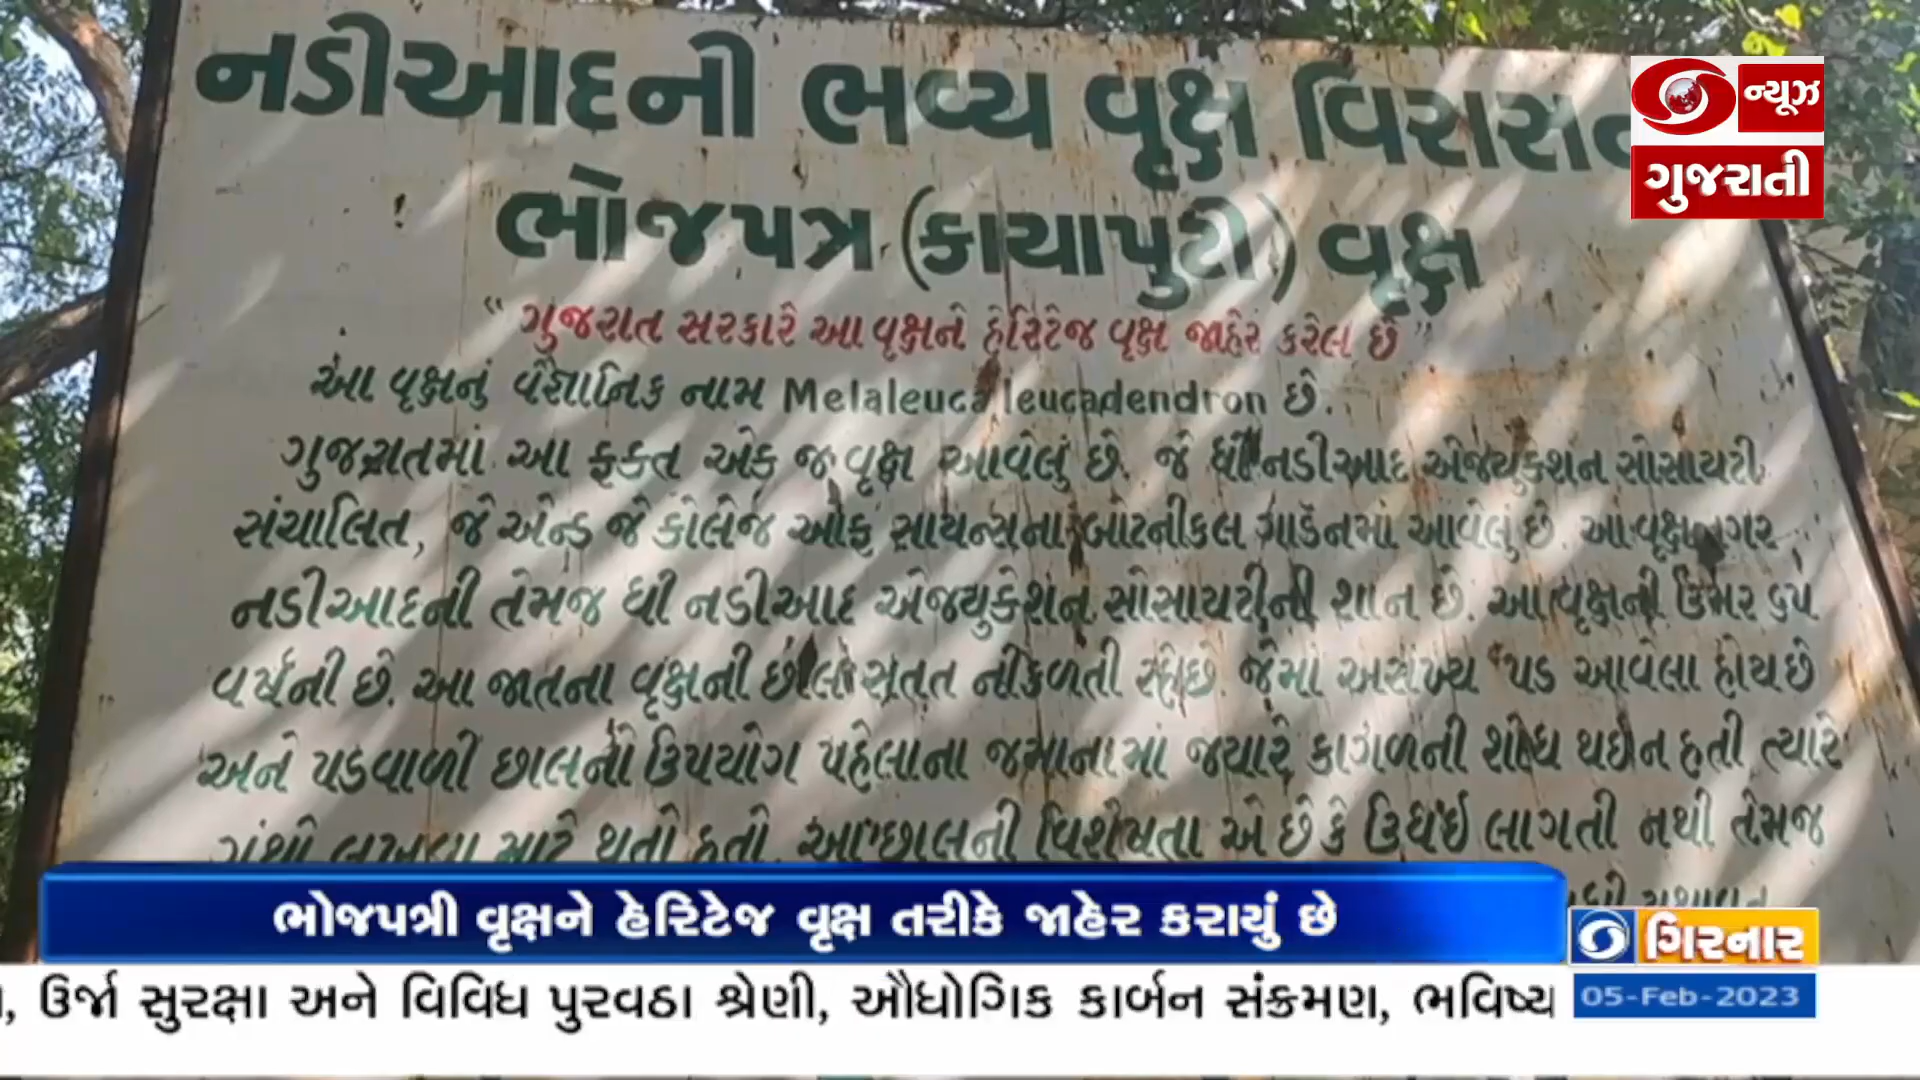 નડીઆદની ભવ્ય વૃક્ષ વિરાસત
ભોજપત્ર (કાયાપુટી) વૃક્ષ
"ગુજરાત સરકારે આ વૃક્ષને હેરિટેજ વૃક્ષ જાહેર કરેલ છે"
આ વૃક્ષનું વૈજ્ઞાનિક નામ Melaleuca leucadendron છે.
ગુજરાતમાં આ ફક્ત એક જ વૃક્ષ આવેલું છે. જે ધી નડીઆદ એજ્યુકેશન સોસાયટી
સંચાલિત, જે એન્ડ જે કોલેજ ઓફ સાયન્સના બોટનીકલ ગાર્ડનમાં આવેલું છે. આ વૃક્ષ નગર
નડીઆદની તેમજ ધી નડીઆદ એજ્યુકેશન સોસાયટીની શાન છે. આ વૃક્ષની ઉંમર ૬૫
વર્ષની છે. આ જાતના વૃક્ષની છાલ સતત નીકળતી રહે છે. જેમાં અસંખ્ય પડ આવેલા હોય છે
અને પડવાળી છાલનો ઉપયોગ પહેલાના જમાનામાં જ્યારે કાગળની શોધ થઈ ન હતી ત્યારે
ગ્રંથો લખવા માટે થતો હતો. આ છાલની વિશેષતા એ છે કે ઉધઈ લાગતી નથી તેમજ
ન્યૂઝ
ગુજરાતી
ભોજપત્રી વૃક્ષને હેરિટેજ વૃક્ષ તરીકે જાહેર કરાયું છે
ગિરનાર
, ઉર્જા સુરક્ષા અને વિવિધ પુરવઠા શ્રેણી, ઔધોગિક કાર્બન સંક્રમણ, ભવિષ્ય
05-Feb-2023